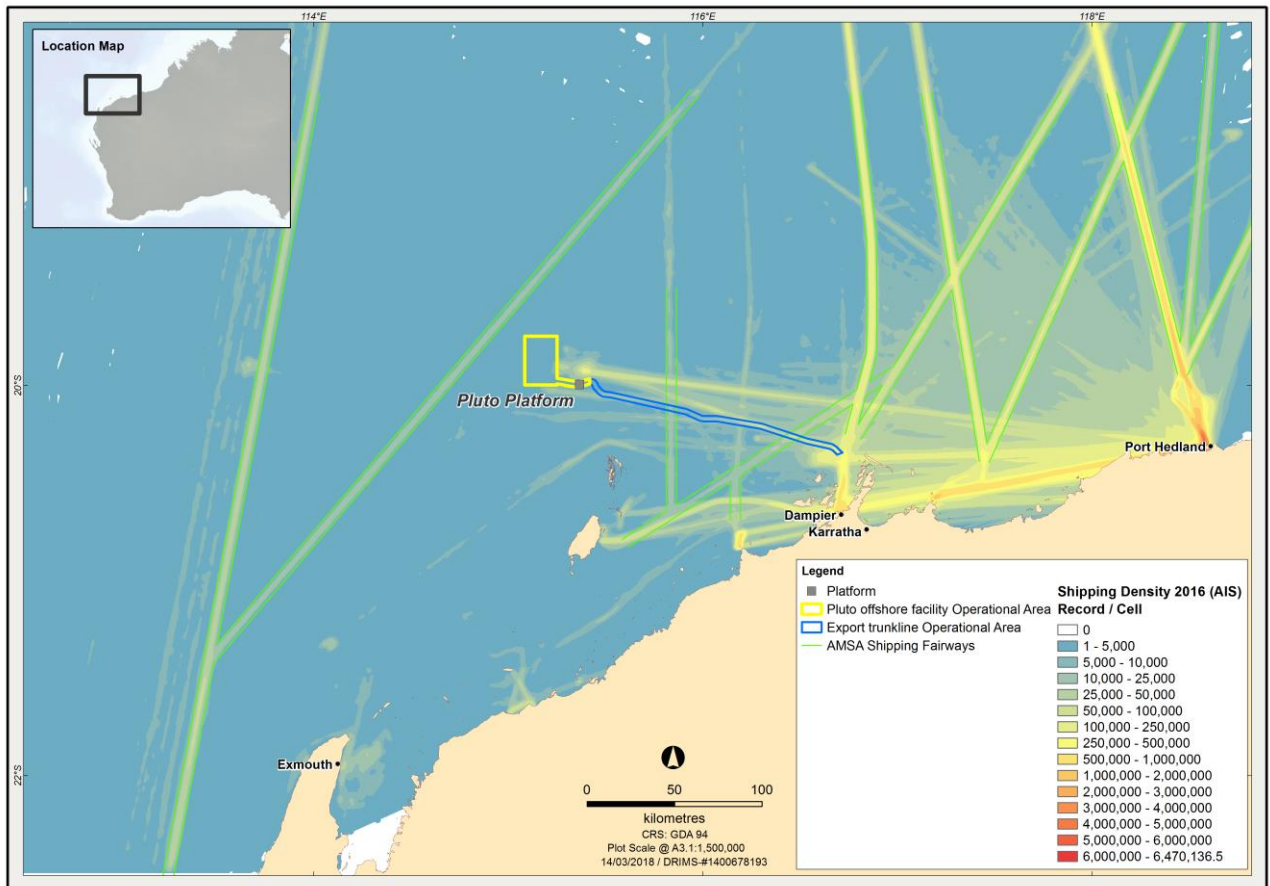 114°E
116°E
118°E
Location Map
20°S
20°S
Pluto Platform
Port Hedland
Dampier
Karratha
Exmouth
22°S
22°S
0
50
100
kilometres
CRS: GDA 94
Plot Scale @ A3.1:1,500,000
14/03/2018 / DRIMS-#1400678193
Legend
Platform
Pluto offshore facility Operational Area
Export trunkline Operational Area
AMSA Shipping Fairways
Shipping Density 2016 (AIS)
Record / Cell
0
1 - 5,000
5,000 - 10,000
10,000 - 25,000
25,000 - 50,000
50,000 - 100,000
100,000 - 250,000
250,000 - 500,000
500,000 - 1,000,000
1,000,000 - 2,000,000
2,000,000 - 3,000,000
3,000,000 - 4,000,000
4,000,000 - 5,000,000
5,000,000 - 6,000,000
6,000,000 - 6,470,136.5